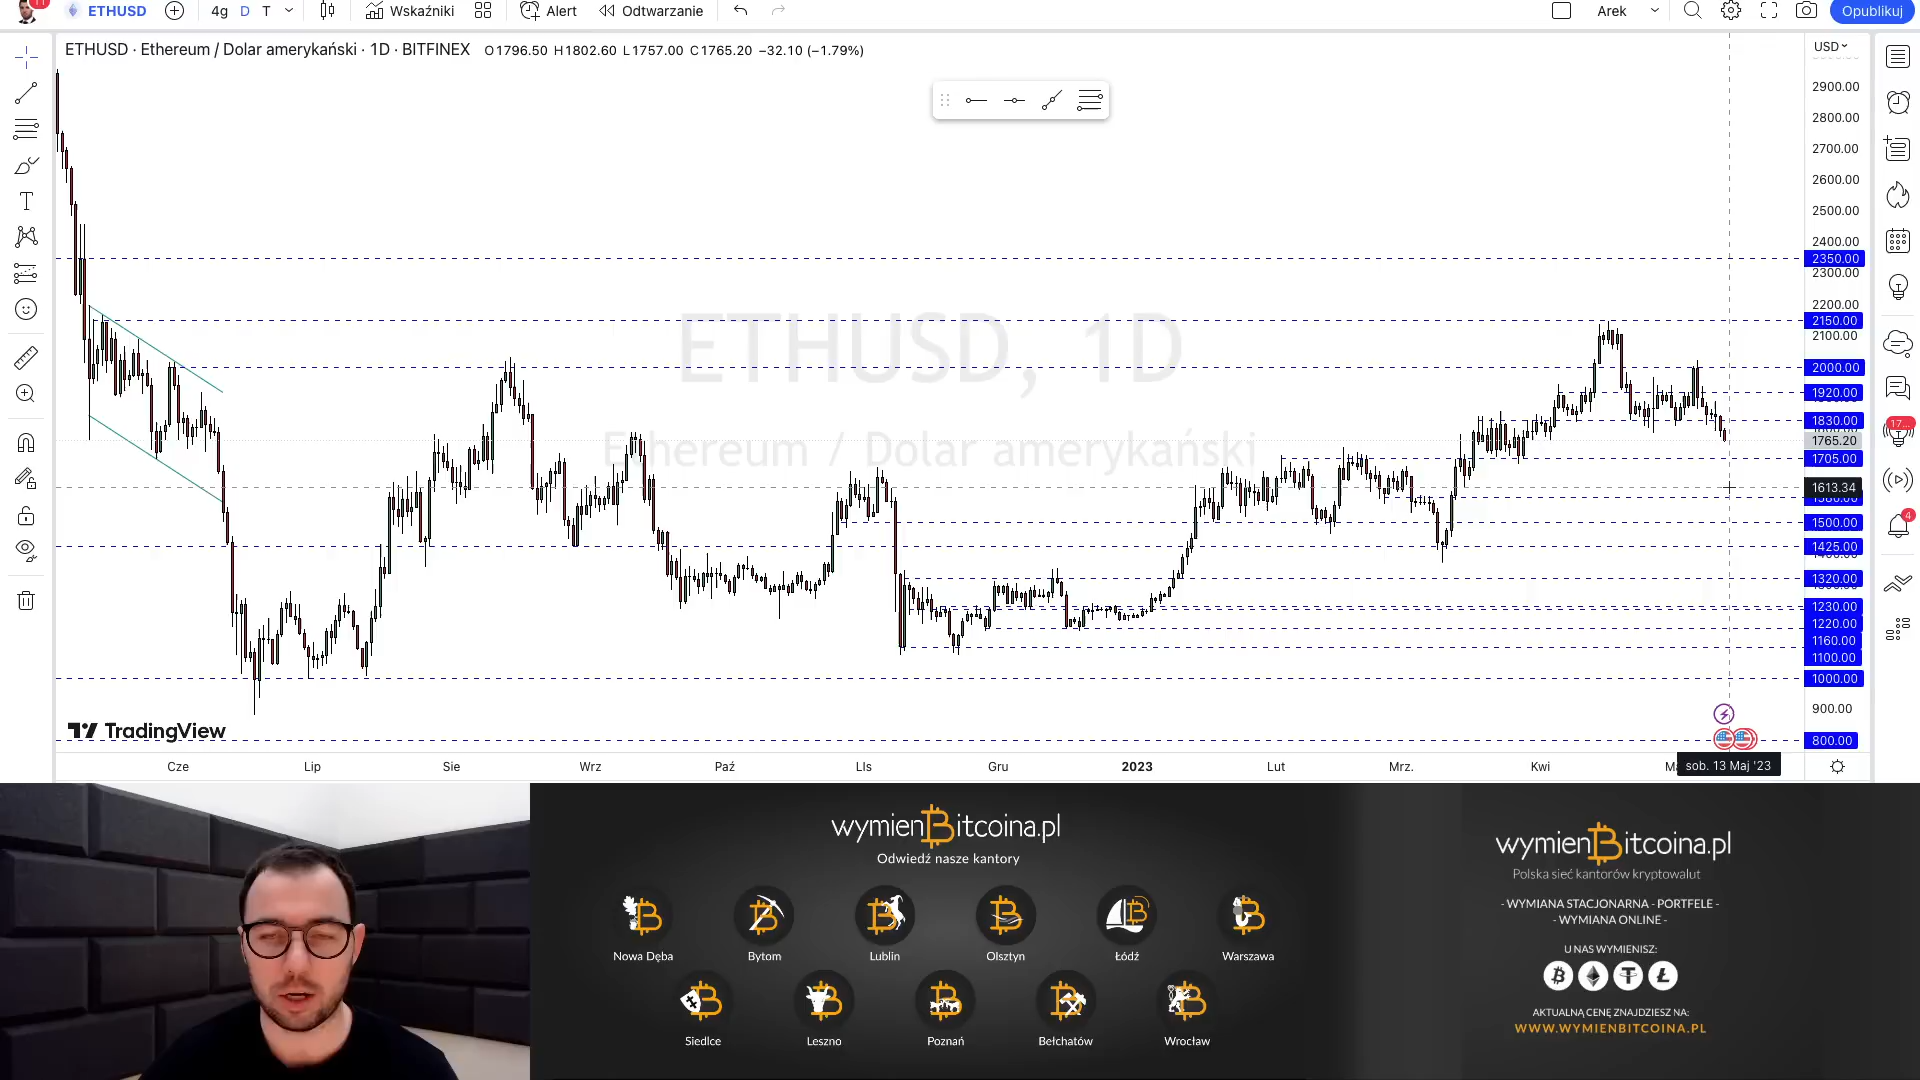 ETHUSD
4g
D
T
Wskaźniki
Alert
Odtwarzanie
Arek
Opublikuj
ETHUSD · Ethereum / Dolar amerykański · 1D · BITFINEX O1796.50 H1802.60 L1757.00 C1765.20 −32.10 (−1.79%)
USD
2900.00
2800.00
2700.00
2600.00
2500.00
2400.00
2350.00
2300.00
2200.00
2150.00
2100.00
2000.00
1920.00
1830.00
1765.20
1705.00
1613.34
1500.00
1425.00
1320.00
1230.00
1220.00
1160.00
1100.00
1000.00
900.00
800.00
ETHUSD, 1D
Ethereum / Dolar amerykański
17...
4
TradingView
Cze
Lip
Sie
Wrz
Paź
LIs
Gru
2023
Lut
Mrz.
Kwi
sob. 13 Maj '23
wymienBitcoina.pl
Odwiedź nasze kantory
Nowa Dęba
Bytom
Lublin
Olsztyn
Łódź
Warszawa
Siedlce
Leszno
Poznań
Bełchatów
Wrocław
wymienBitcoina.pl
Polska sieć kantorów kryptowalut
- WYMIANA STACJONARNA - PORTFELE -
- WYMIANA ONLINE -
U NAS WYMIENISZ:
AKTUALNĄ CENĘ ZNAJDZIESZ NA:
WWW.WYMIENBITCOINA.PL